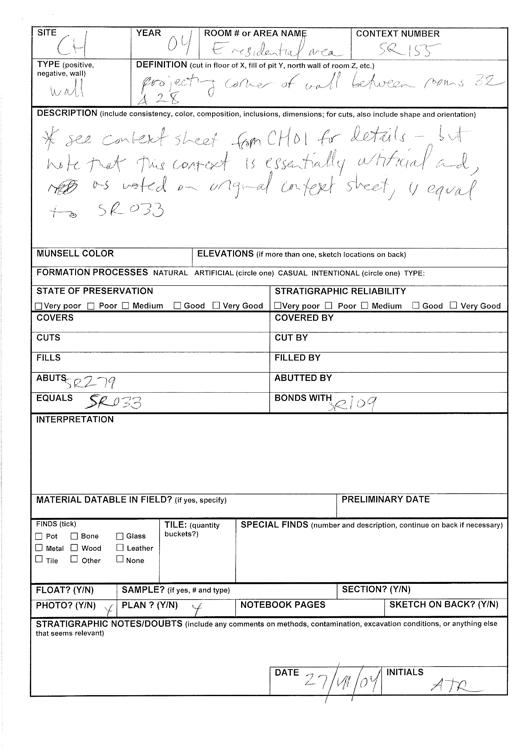 SITE CH YEAR 04 ROOM # or AREA NAME E residential area CONTEXT NUMBER SR 155
TYPE (positive, negative, wall) wall
DEFINITION (cut in floor of X, fill of pit Y, north wall of room Z, etc.)
projecting corner of wall between rooms 22
& 28
DESCRIPTION (include consistency, color, composition, inclusions, dimensions; for cuts, also include shape and orientation)
* see context sheet from CH01 for details - but
note that this context is essentially artificial and,
as noted on original context sheet, is equal
to SR033
MUNSELL COLOR ELEVATIONS (if more than one, sketch locations on back)
FORMATION PROCESSES NATURAL ARTIFICIAL (circle one) CASUAL INTENTIONAL (circle one) TYPE:
STATE OF PRESERVATION STRATIGRAPHIC RELIABILITY
☐Very poor ☐ Poor ☐ Medium ☐ Good ☐ Very Good ☐Very poor ☐ Poor ☐ Medium ☐ Good ☐ Very Good
COVERS COVERED BY
CUTS CUT BY
FILLS FILLED BY
ABUTS SR279 ABUTTED BY
EQUALS SR033 BONDS WITH SR109
INTERPRETATION
MATERIAL DATABLE IN FIELD? (if yes, specify) PRELIMINARY DATE
FINDS (tick) TILE: (quantity buckets?) SPECIAL FINDS (number and description, continue on back if necessary)
☐ Pot ☐ Bone ☐ Glass
☐ Metal ☐ Wood ☐ Leather
☐ Tile ☐ Other ☐ None
FLOAT? (Y/N) SAMPLE? (if yes, # and type) SECTION? (Y/N)
PHOTO? (Y/N) Y PLAN ? (Y/N) Y NOTEBOOK PAGES SKETCH ON BACK? (Y/N)
STRATIGRAPHIC NOTES/DOUBTS (include any comments on methods, contamination, excavation conditions, or anything else
that seems relevant)
DATE 27/VII/04 INITIALS ATR